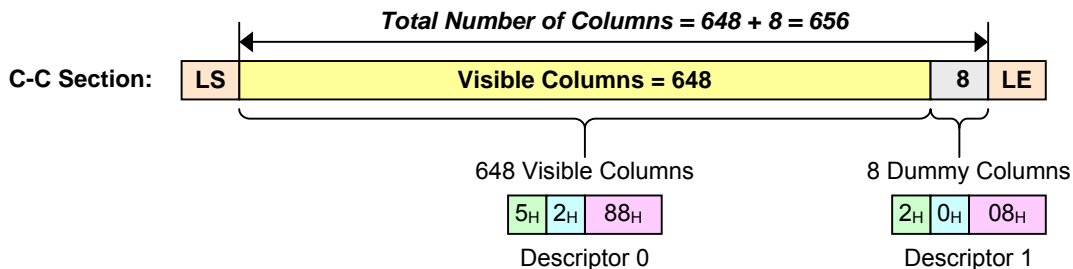 Total Number of Columns = 648 + 8 = 656
C-C Section: LS Visible Columns = 648 8 LE
648 Visible Columns 8 Dummy Columns
5H 2H 88H 2H 0H 08H
Descriptor 0 Descriptor 1